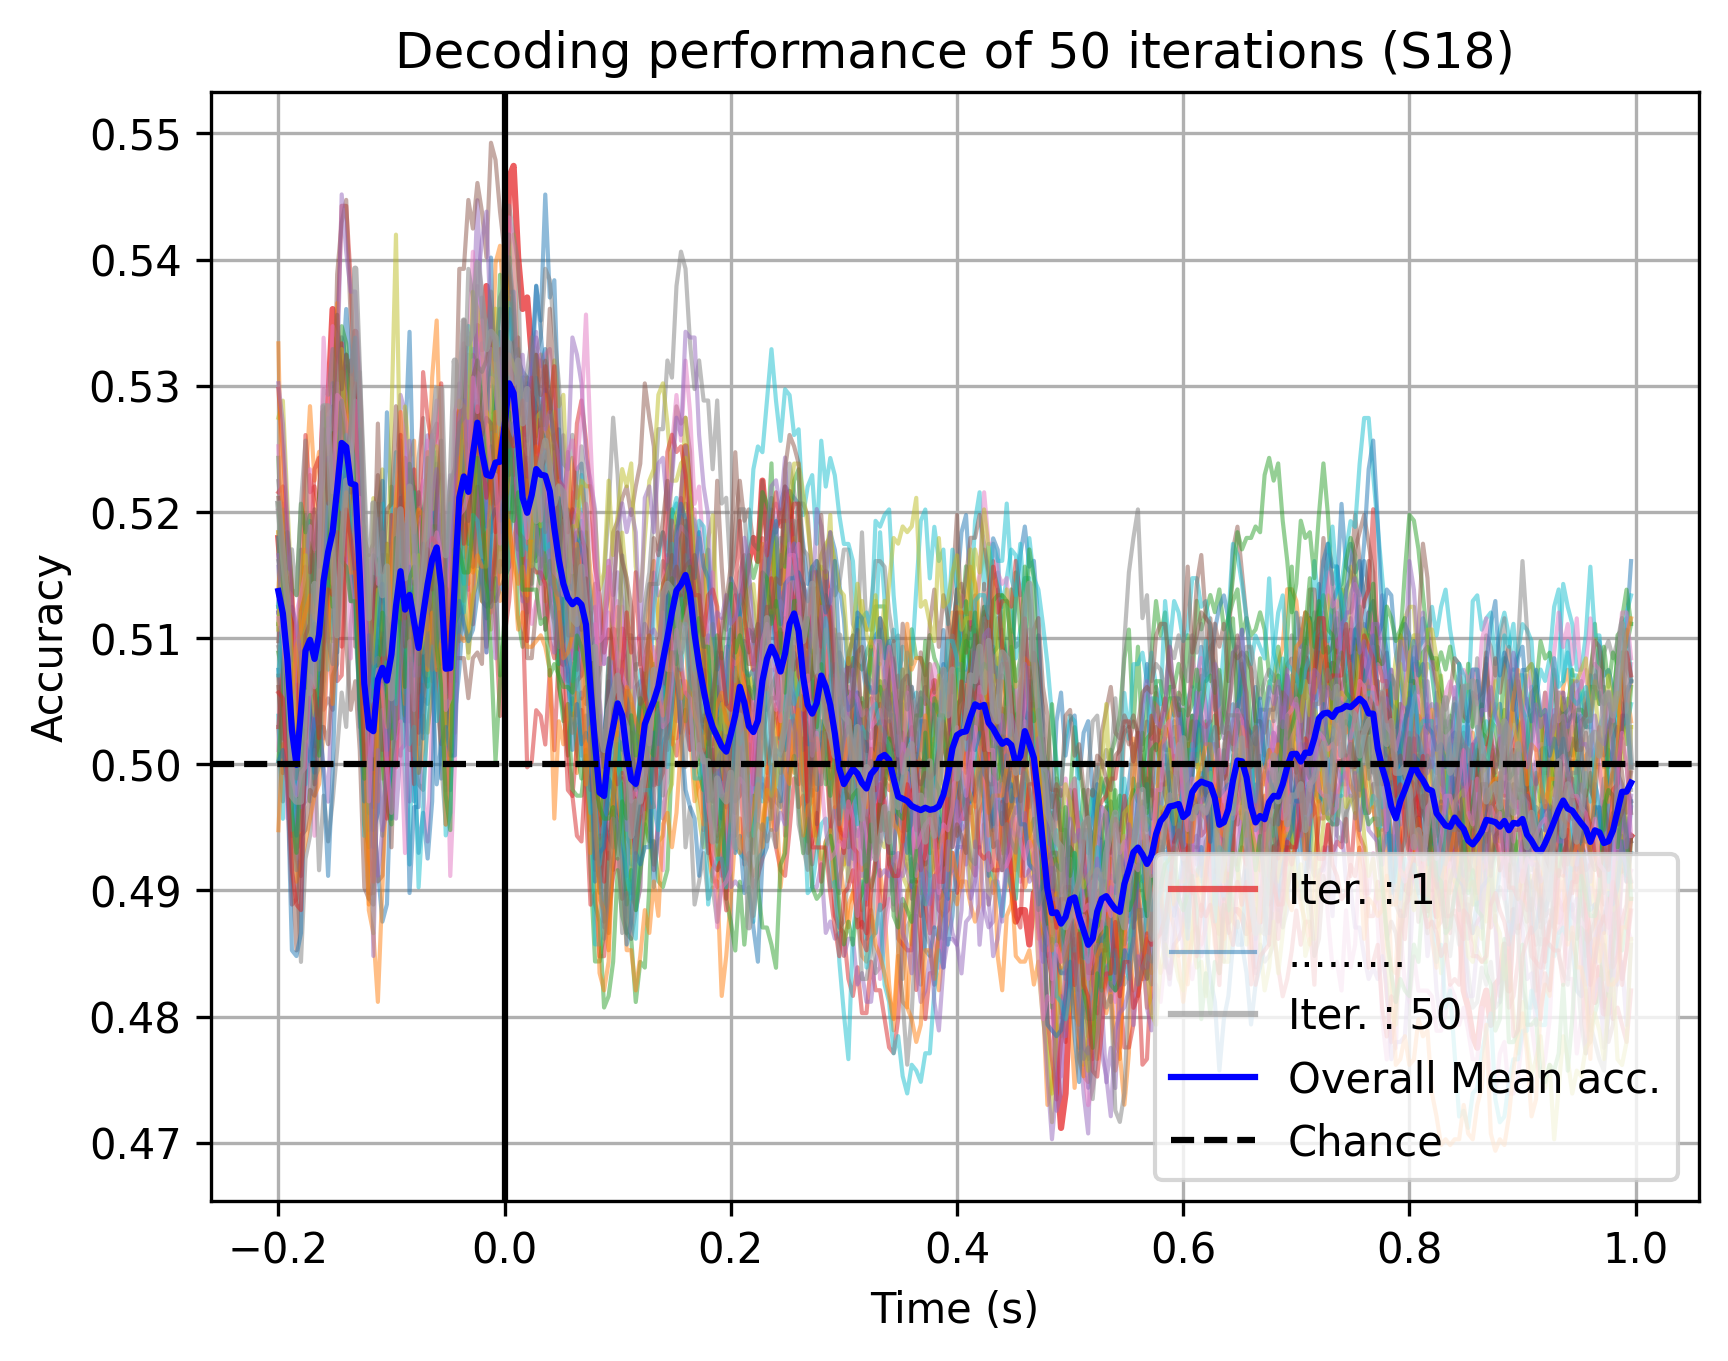 Decoding performance of 50 iterations (S18)
0.55
0.54
0.53
0.52
0.51
0.50
0.49
0.48
0.47
Accuracy
Iter. : 1
.........
Iter. : 50
Overall Mean acc.
Chance
−0.2 0.0 0.2 0.4 0.6 0.8 1.0
Time (s)